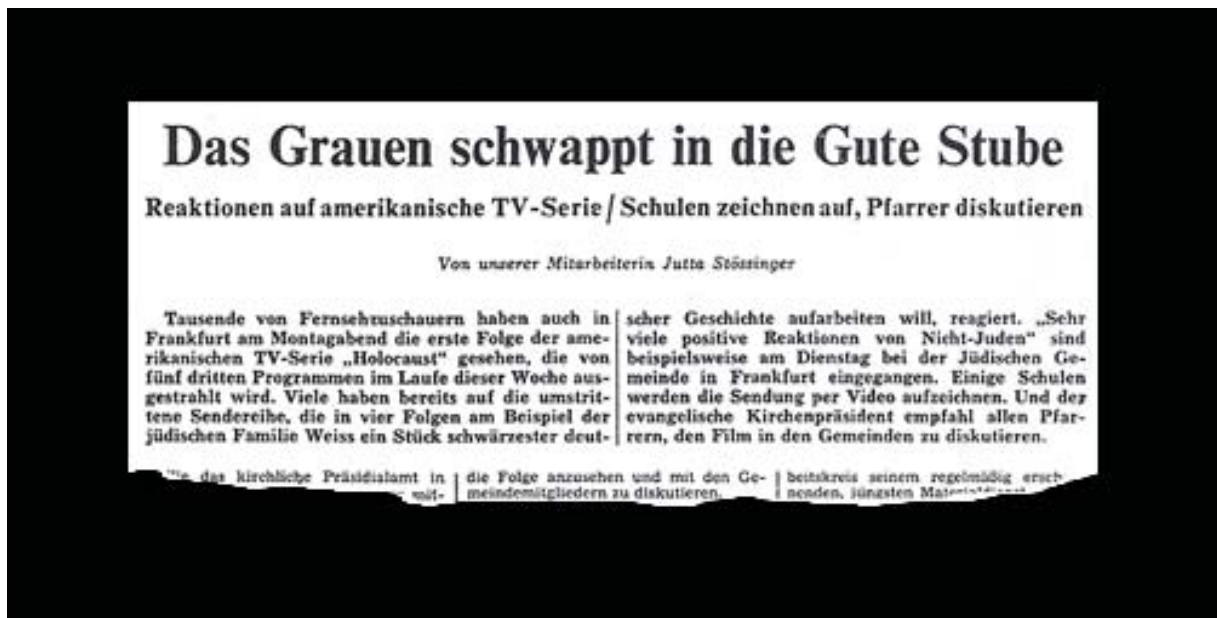 Das Grauen schwappt in die Gute Stube
Reaktionen auf amerikanische TV-Serie / Schulen zeichnen auf, Pfarrer diskutieren
Von unserer Mitarbeiterin Jutta Stössinger
Tausende von Fernsehzuschauern haben auch in
Frankfurt am Montagabend die erste Folge der ame-
rikanischen TV-Serie „Holocaust“ gesehen, die von
fünf dritten Programmen im Laufe dieser Woche aus-
gestrahlt wird. Viele haben bereits auf die umstrit-
tene Sendereihe, die in vier Folgen am Beispiel der
jüdischen Familie Weiss ein Stück schwärzester deut-
scher Geschichte aufarbeiten will, reagiert. „Sehr
viele positive Reaktionen von Nicht-Juden“ sind
beispielsweise am Dienstag bei der Jüdischen Ge-
meinde in Frankfurt eingegangen. Einige Schulen
werden die Sendung per Video aufzeichnen. Und der
evangelische Kirchenpräsident empfahl allen Pfar-
rern, den Film in den Gemeinden zu diskutieren.
das kirchliche Präsidialamt in
mit-
die Folge anzusehen und mit den Ge-
meindemitgliedern zu diskutieren.
beitskreis seinem regelmäßig
nenden, jüngsten